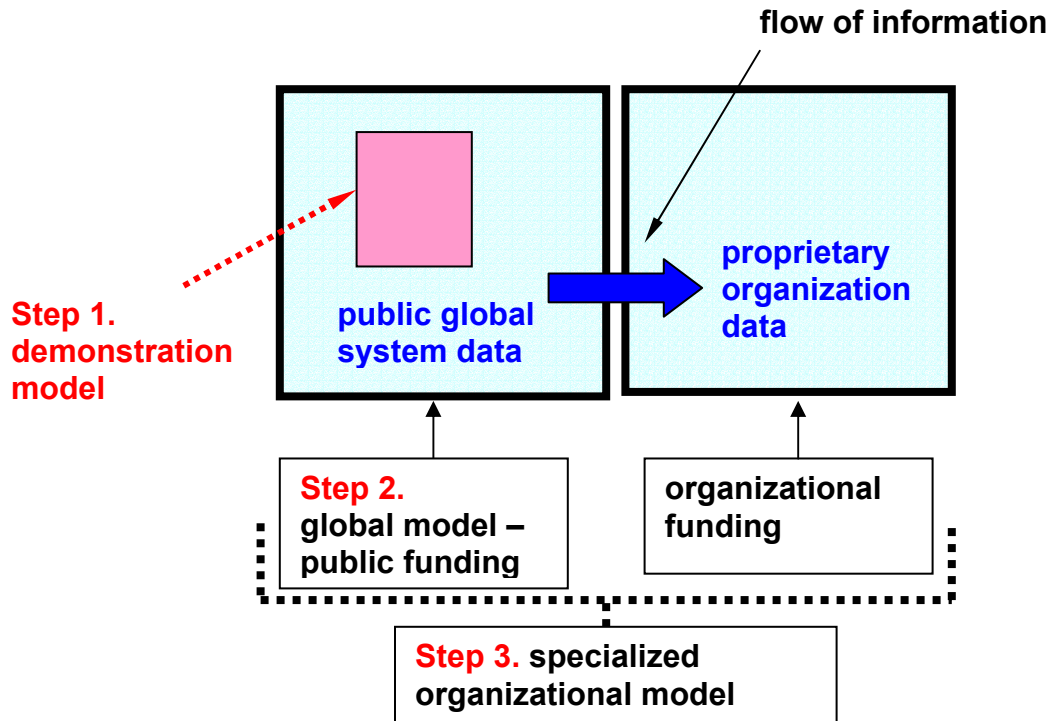 flow of information
proprietary
organization
data
public global
system data
Step 1.
demonstration
model
Step 2.
global model –
public funding
organizational
funding
Step 3. specialized
organizational model